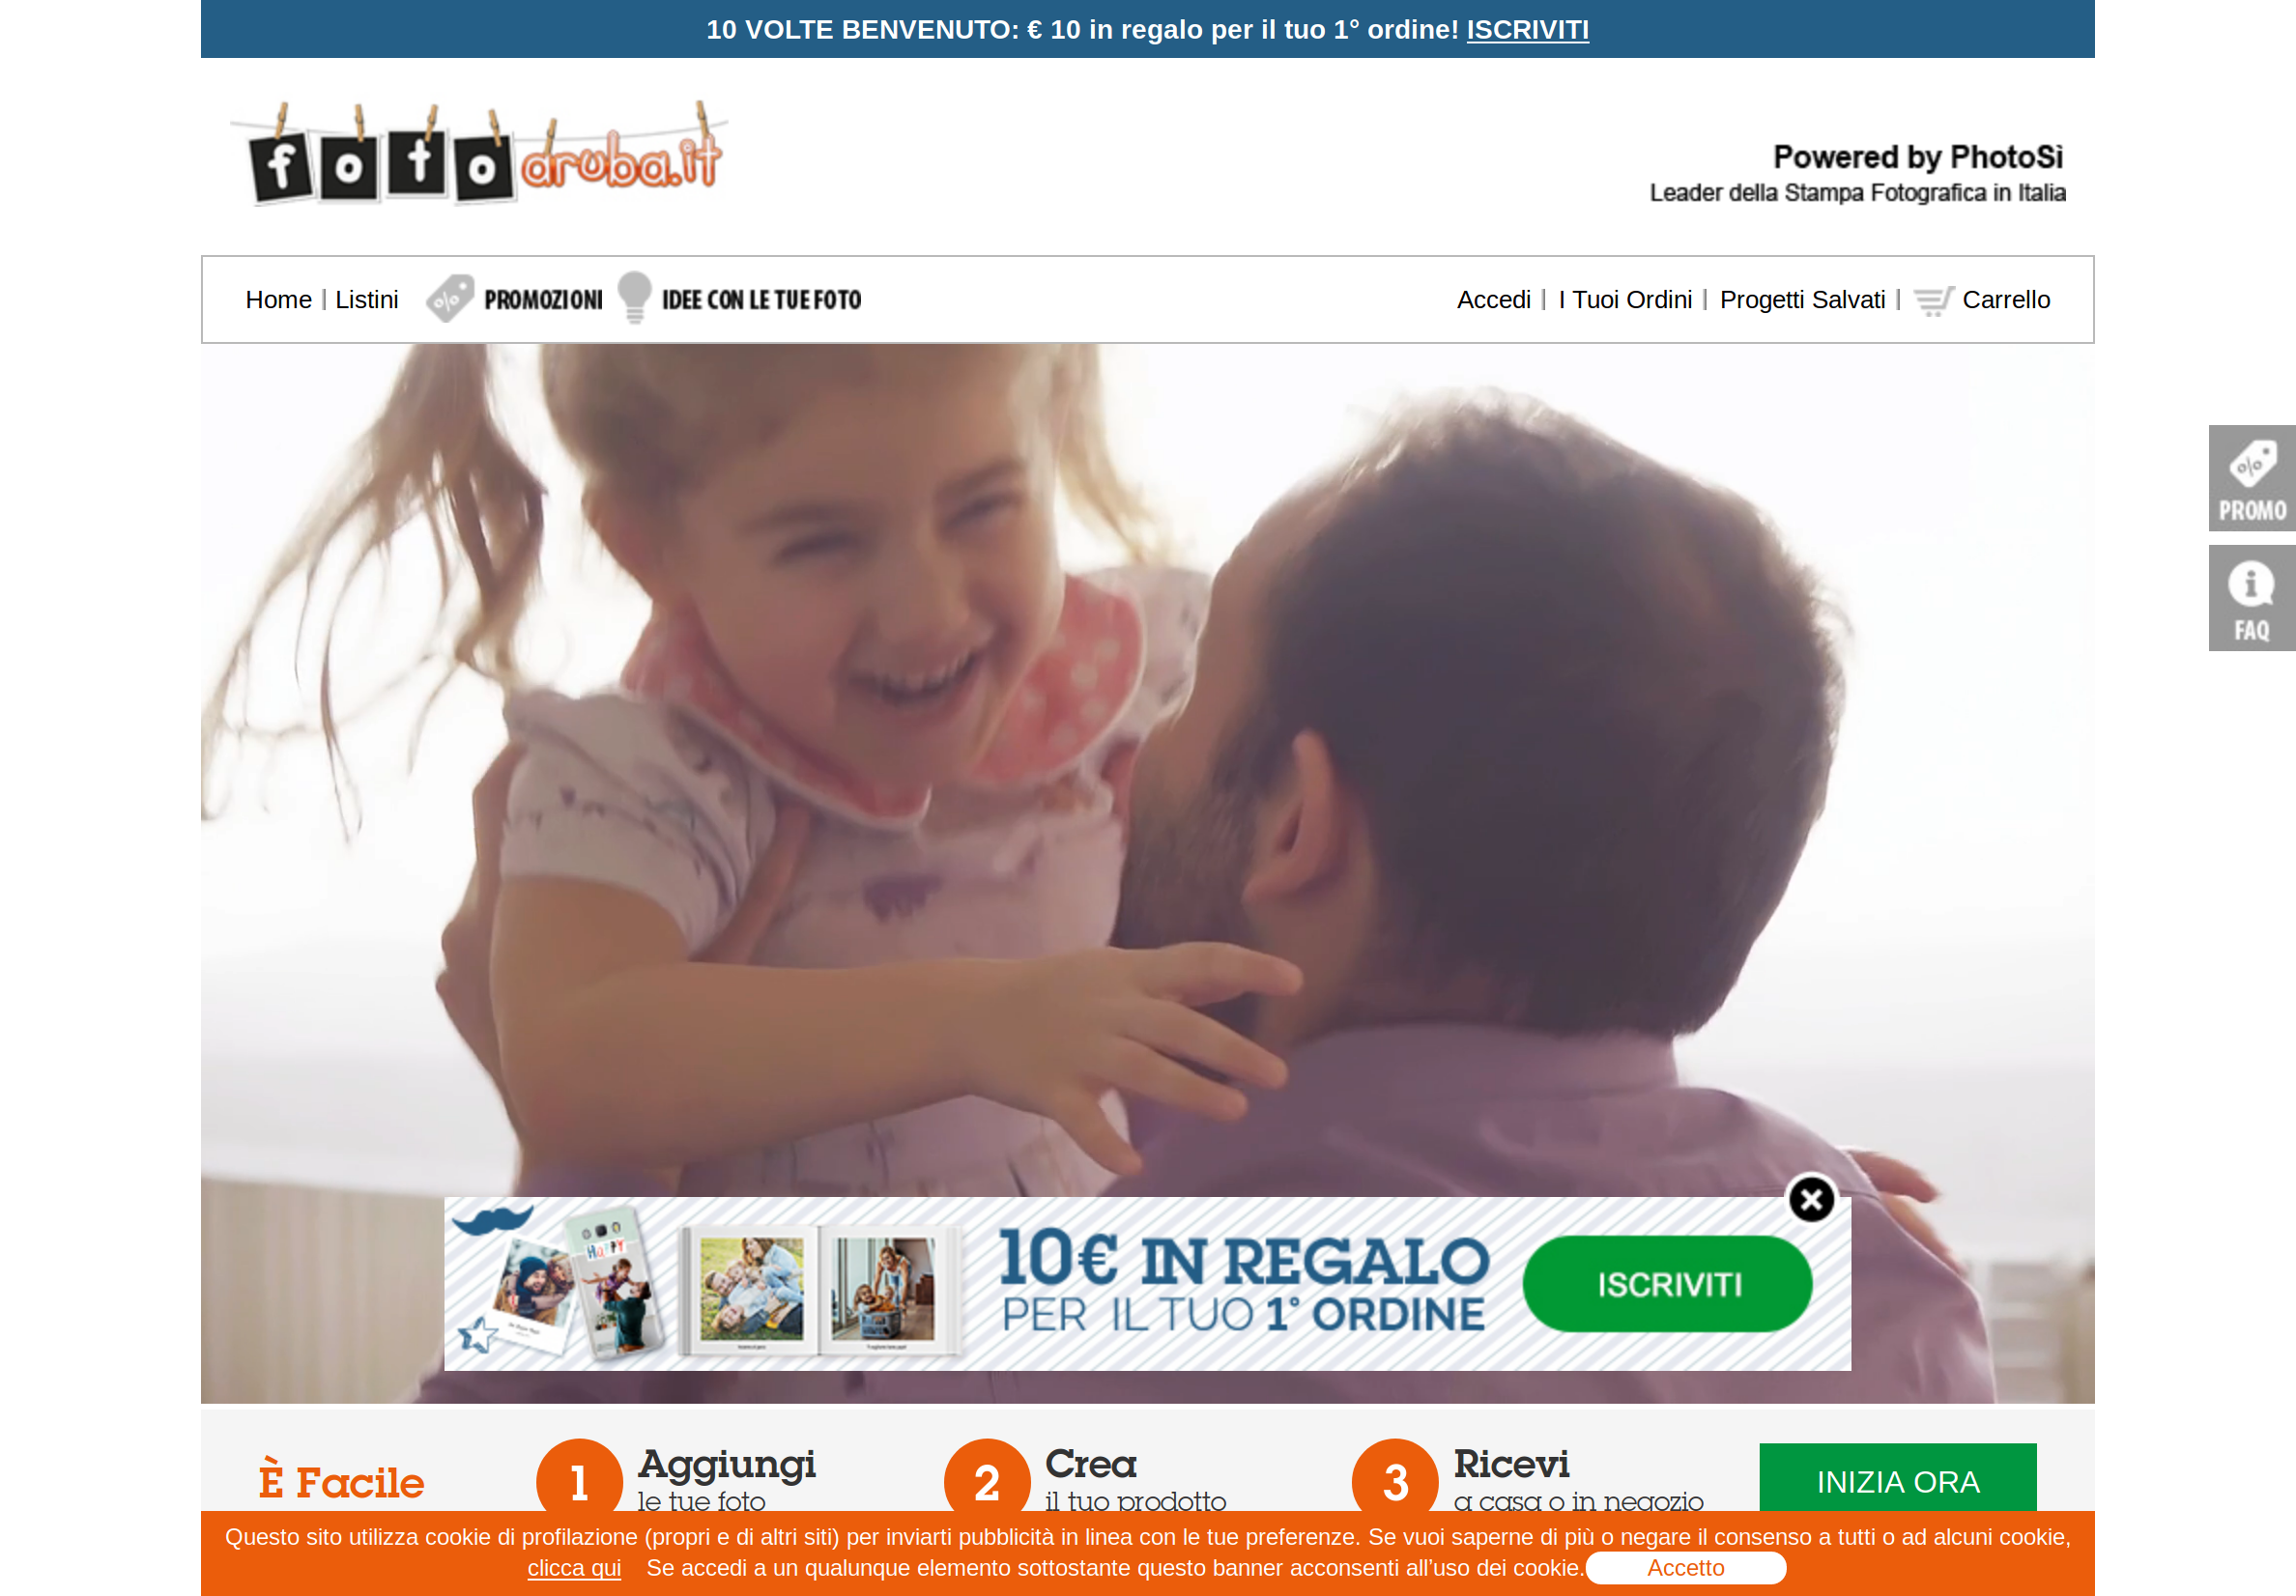 10 VOLTE BENVENUTO: € 10 in regalo per il tuo 1° ordine! ISCRIVITI
fotoaruba.it
Powered by PhotoSì
Leader della Stampa Fotografica in Italia
Home | Listini PROMOZIONI IDEE CON LE TUE FOTO Accedi | I Tuoi Ordini | Progetti Salvati | Carrello
PROMO
FAQ
HAPPY
10€ IN REGALO
PER IL TUO 1° ORDINE
ISCRIVITI
È Facile
1 Aggiungi
le tue foto
2 Crea
il tuo prodotto
3 Ricevi
a casa o in negozio
INIZIA ORA
Questo sito utilizza cookie di profilazione (propri e di altri siti) per inviarti pubblicità in linea con le tue preferenze. Se vuoi saperne di più o negare il consenso a tutti o ad alcuni cookie,
clicca qui Se accedi a un qualunque elemento sottostante questo banner acconsenti all’uso dei cookie. Accetto